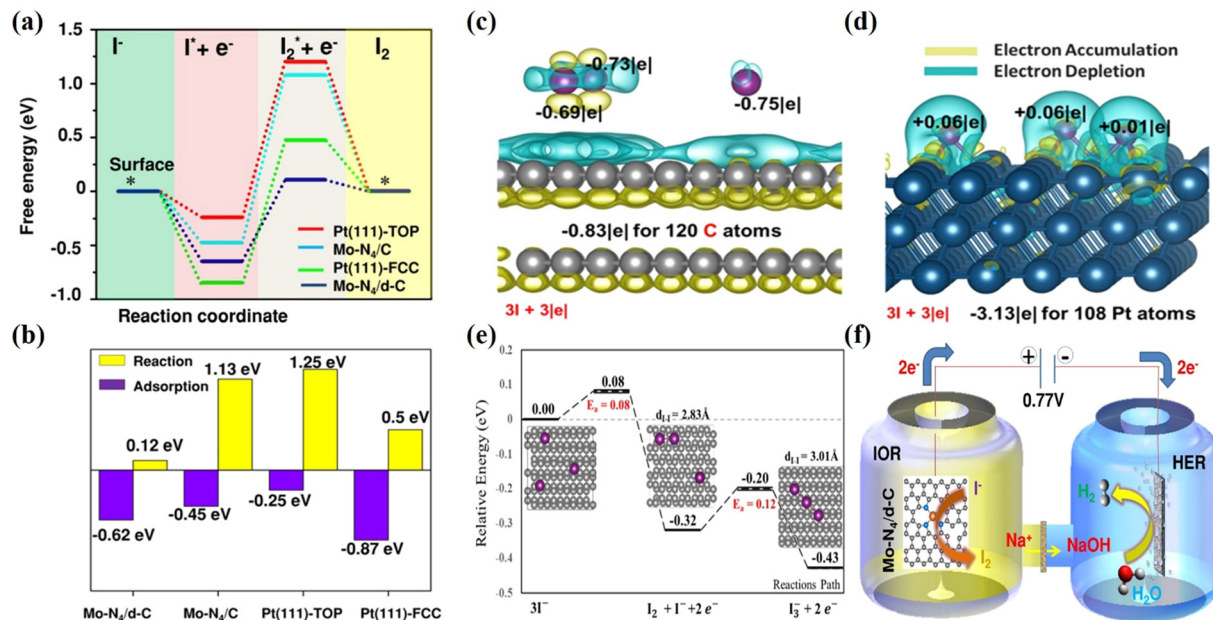 (a)
1.5
1.0
0.5
0
-0.5
-1.0
Free energy (eV)
I-
I* + e-
I2* + e-
I2
Surface
*
*
Pt(111)-TOP
Mo-N4/C
Pt(111)-FCC
Mo-N4/d-C
Reaction coordinate
(b)
Reaction
Adsorption
0.12 eV
1.13 eV
1.25 eV
0.5 eV
-0.62 eV
-0.45 eV
-0.25 eV
-0.87 eV
Mo-N4/d-C
Mo-N4/C
Pt(111)-TOP
Pt(111)-FCC
(c)
-0.73|e|
-0.69|e|
-0.75|e|
-0.83|e| for 120 C atoms
3I + 3|e|
(d)
Electron Accumulation
Electron Depletion
+0.06|e|
+0.06|e|
+0.01|e|
3I + 3|e|
-3.13|e| for 108 Pt atoms
(e)
0.2
0.1
0
-0.1
-0.2
-0.3
-0.4
-0.5
Relative Energy (eV)
0.00
0.08
Ea = 0.08
dI-I = 2.83Å
-0.32
-0.20
Ea = 0.12
dI-I = 3.01Å
-0.43
Reactions Path
3I−
I2 + I− +2 e−
I3− + 2 e−
(f)
2e-
+
-
2e-
0.77V
IOR
HER
Mo-N4/d-C
I-
I2
Na+
NaOH
H2
H2O